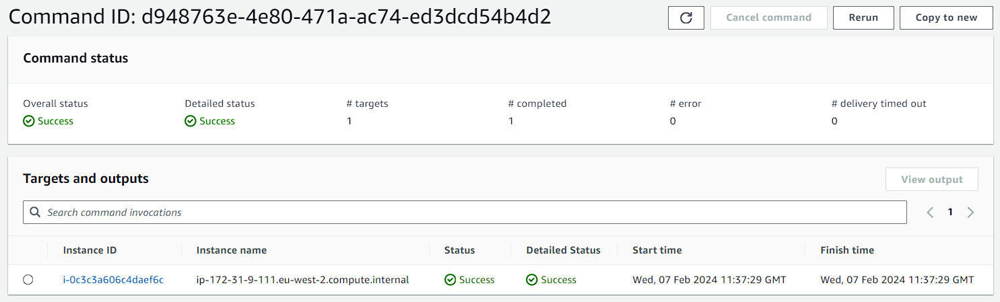 Command ID: d948763e-4e80-471a-ac74-ed3dcd54b4d2 Cancel command Rerun Copy to new
Command status
Overall status Detailed status # targets # completed # error # delivery timed out
Success Success 1 1 0 0
Targets and outputs View output
Search command invocations 1
Instance ID Instance name Status Detailed Status Start time Finish time
i-0c3c3a606c4daef6c ip-172-31-9-111.eu-west-2.compute.internal Success Success Wed, 07 Feb 2024 11:37:29 GMT Wed, 07 Feb 2024 11:37:29 GMT